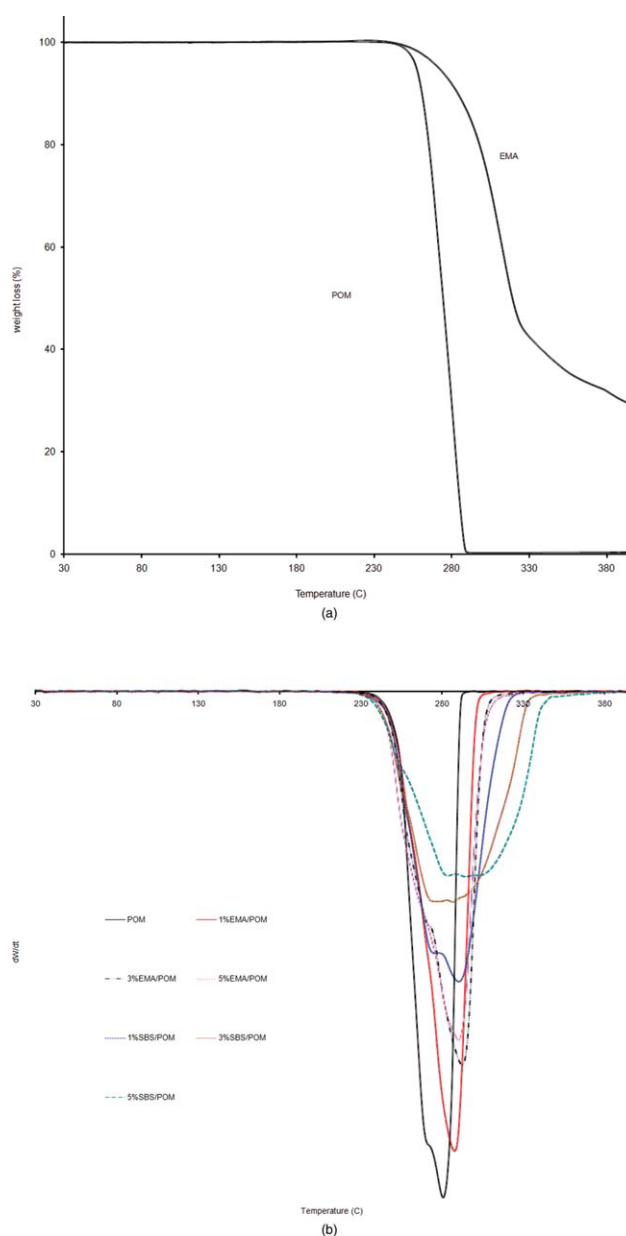 100
80
60
40
20
0
weight loss (%)
EMA
POM
30 80 130 180 230 280 330 380
Temperature (C)
(a)
30 80 130 180 230 280 330 380
dW/dt
POM 1%EMA/POM
3%EMA/POM 5%EMA/POM
1%SBS/POM 3%SBS/POM
5%SBS/POM
Temperature (C)
(b)